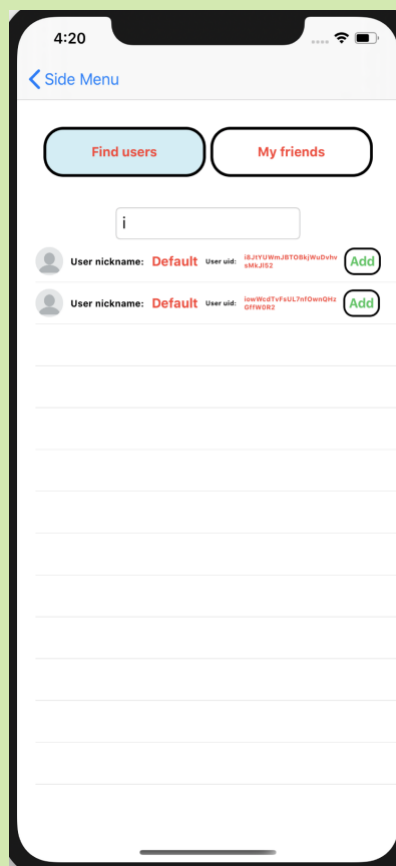 4:20
Side Menu
Find users My friends
i
User nickname: Default User uid: Add
User nickname: Default User uid: Add